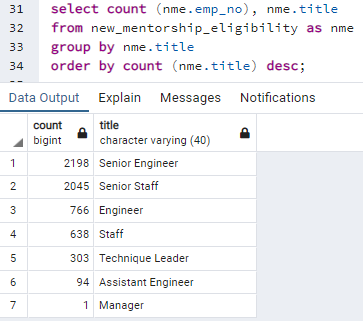 31 select count (nme.emp_no), nme.title
32 from new_mentorship_eligibility as nme
33 group by nme.title
34 order by count (nme.title) desc;
Data Output Explain Messages Notifications
count title
bigint character varying (40)
1 2198 Senior Engineer
2 2045 Senior Staff
3 766 Engineer
4 638 Staff
5 303 Technique Leader
6 94 Assistant Engineer
7 1 Manager